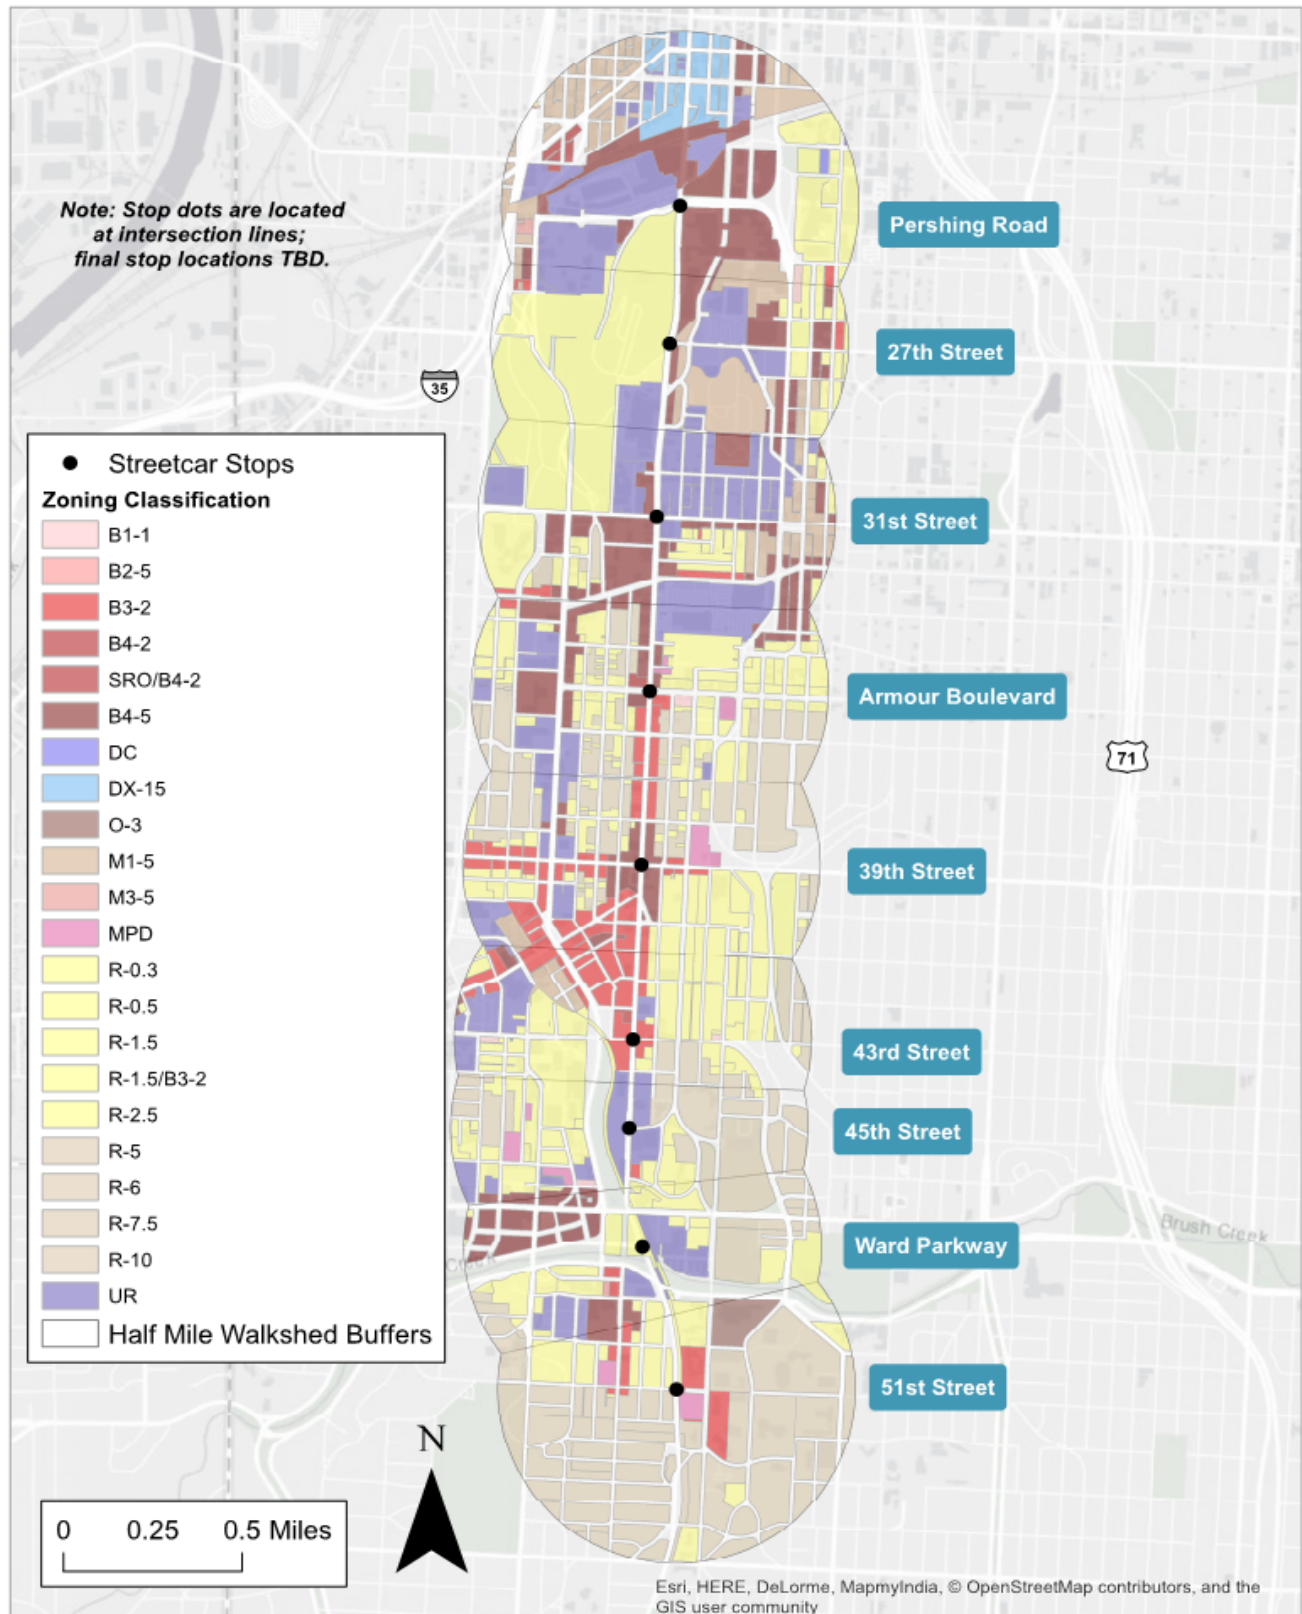 Note: Stop dots are located
at intersection lines;
final stop locations TBD.
Pershing Road
27th Street
35
31st Street
Armour Boulevard
71
39th Street
43rd Street
45th Street
Ward Parkway
Brush Creek
Creek
51st Street
Streetcar Stops
Zoning Classification
B1-1
B2-5
B3-2
B4-2
SRO/B4-2
B4-5
DC
DX-15
O-3
M1-5
M3-5
MPD
R-0.3
R-0.5
R-1.5
R-1.5/B3-2
R-2.5
R-5
R-6
R-7.5
R-10
UR
Half Mile Walkshed Buffers
N
0 0.25 0.5 Miles
Esri, HERE, DeLorme, MapmyIndia, © OpenStreetMap contributors, and the
GIS user community